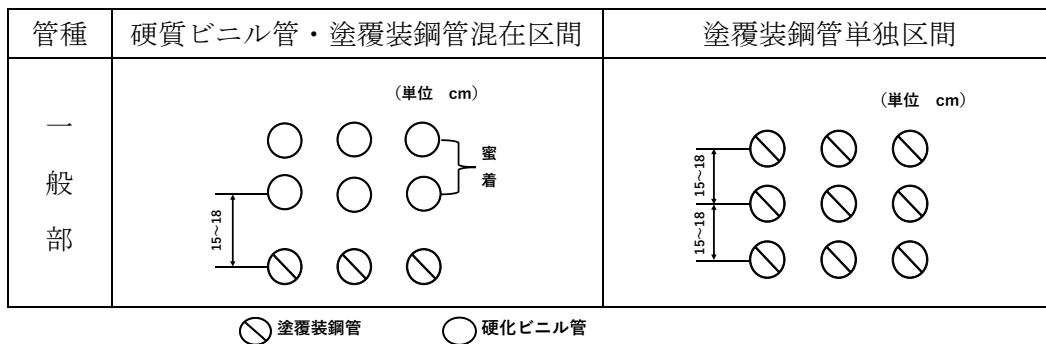 管種
硬質ビニル管・塗覆装鋼管混在区間
塗覆装鋼管単独区間
一般部
（単位　cm）
蜜着
15～18
（単位　cm）
15～18
15～18
塗覆装鋼管
硬化ビニル管